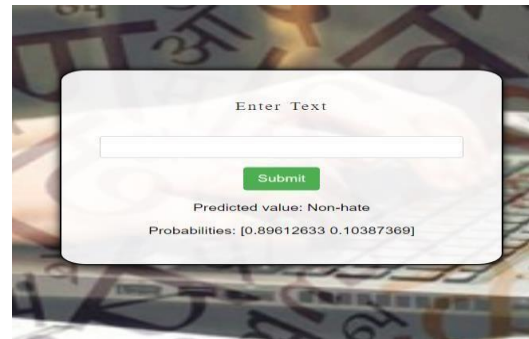 Enter Text
Submit
Predicted value: Non-hate
Probabilities: [0.89612633 0.10387369]